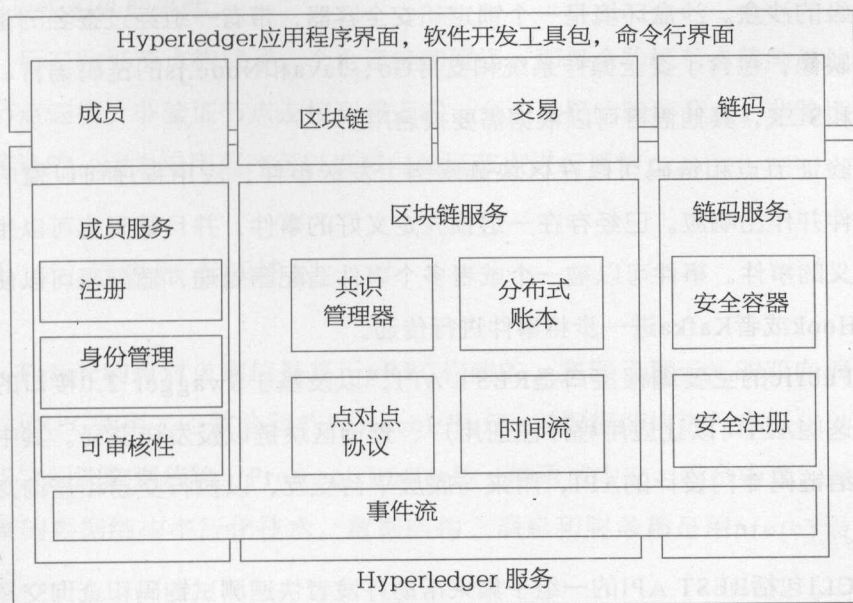 Hyperledger应用程序界面，软件开发工具包，命令行界面
成员
区块链
交易
链码
成员服务
区块链服务
链码服务
注册
共识
管理器
分布式
账本
安全容器
身份管理
可审核性
点对点
协议
时间流
安全注册
事件流
Hyperledger 服务